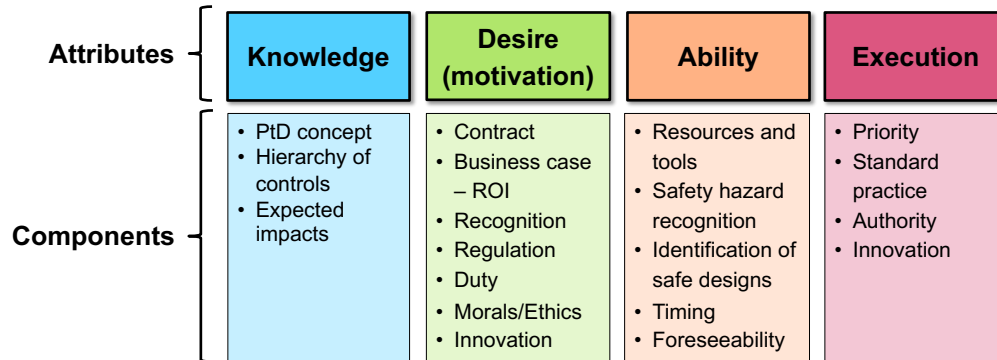 Attributes
Knowledge
Desire
(motivation)
Ability
Execution
Components
• PtD concept
• Hierarchy of
controls
• Expected
impacts
• Contract
• Business case
– ROI
• Recognition
• Regulation
• Duty
• Morals/Ethics
• Innovation
• Resources and
tools
• Safety hazard
recognition
• Identification of
safe designs
• Timing
• Foreseeability
• Priority
• Standard
practice
• Authority
• Innovation